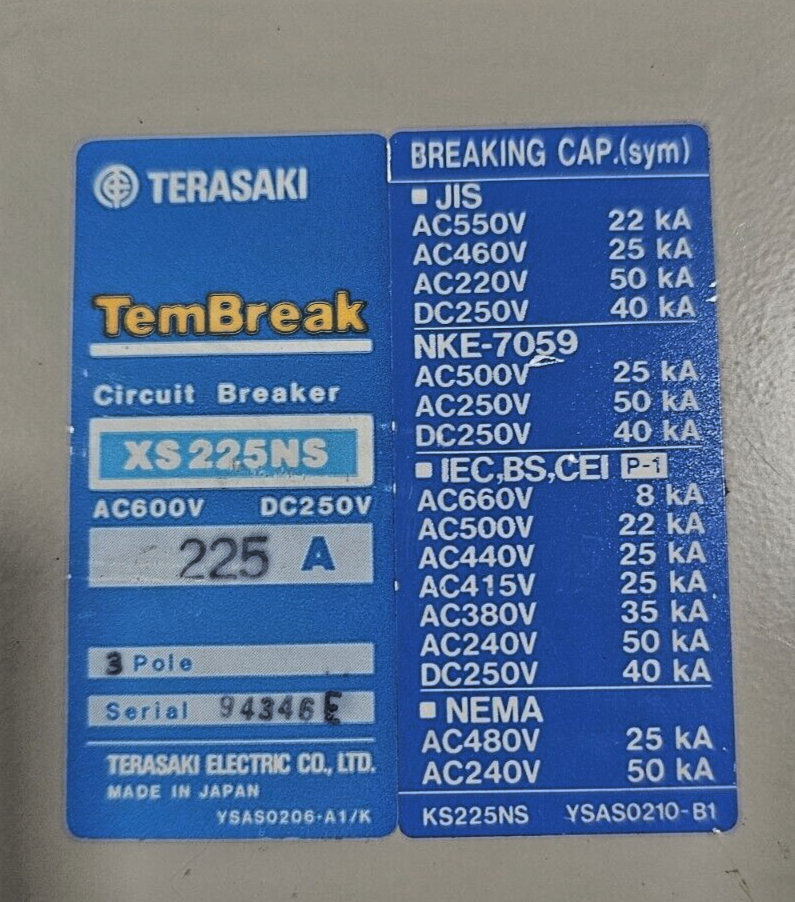 TERASAKI
TemBreak
Circuit Breaker
XS225NS
AC600V DC250V
225 A
3 Pole
Serial 94346E
TERASAKI ELECTRIC CO., LTD.
MADE IN JAPAN
YSAS0206-A1/K
BREAKING CAP.(sym)
JIS
AC550V 22 kA
AC460V 25 kA
AC220V 50 kA
DC250V 40 kA
NKE-7059
AC500V 25 kA
AC250V 50 kA
DC250V 40 kA
IEC,BS,CEI P-1
AC660V 8 kA
AC500V 22 kA
AC440V 25 kA
AC415V 25 kA
AC380V 35 kA
AC240V 50 kA
DC250V 40 kA
NEMA
AC480V 25 kA
AC240V 50 kA
KS225NS YSAS0210-B1